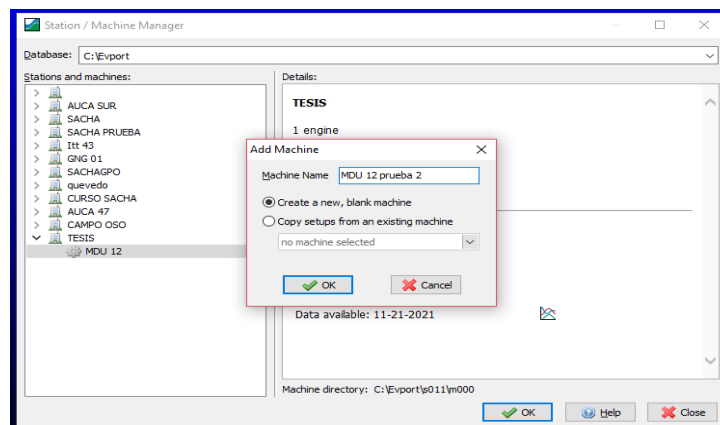 Station / Machine Manager
Database: C:\Evport
Stations and machines:
AUCA SUR
SACHA
SACHA PRUEBA
Itt 43
GNG 01
SACHAGPO
quevedo
CURSO SACHA
AUCA 47
CAMPO OSO
TESIS
MDU 12
Details:
TESIS
1 engine
Add Machine
Machine Name MDU 12 prueba 2
Create a new, blank machine
Copy setups from an existing machine
no machine selected
OK Cancel
Data available: 11-21-2021
Machine directory: C:\Evport\s011\m000
OK Help Close